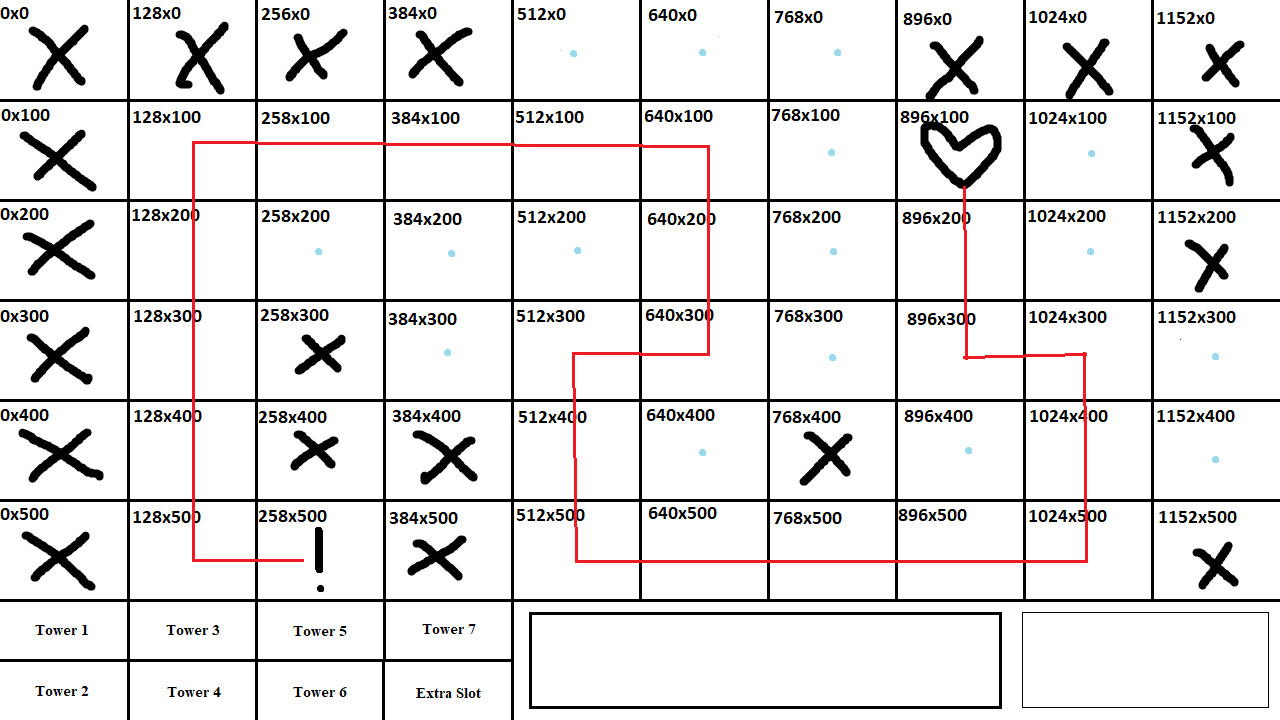 0x0 128x0 256x0 384x0 512x0 640x0 768x0 896x0 1024x0 1152x0
0x100 128x100 258x100 384x100 512x100 640x100 768x100 896x100 1024x100 1152x100
0x200 128x200 258x200 384x200 512x200 640x200 768x200 896x200 1024x200 1152x200
0x300 128x300 258x300 384x300 512x300 640x300 768x300 896x300 1024x300 1152x300
0x400 128x400 258x400 384x400 512x400 640x400 768x400 896x400 1024x400 1152x400
0x500 128x500 258x500 384x500 512x500 640x500 768x500 896x500 1024x500 1152x500
!
Tower 1 Tower 3 Tower 5 Tower 7
Tower 2 Tower 4 Tower 6 Extra Slot